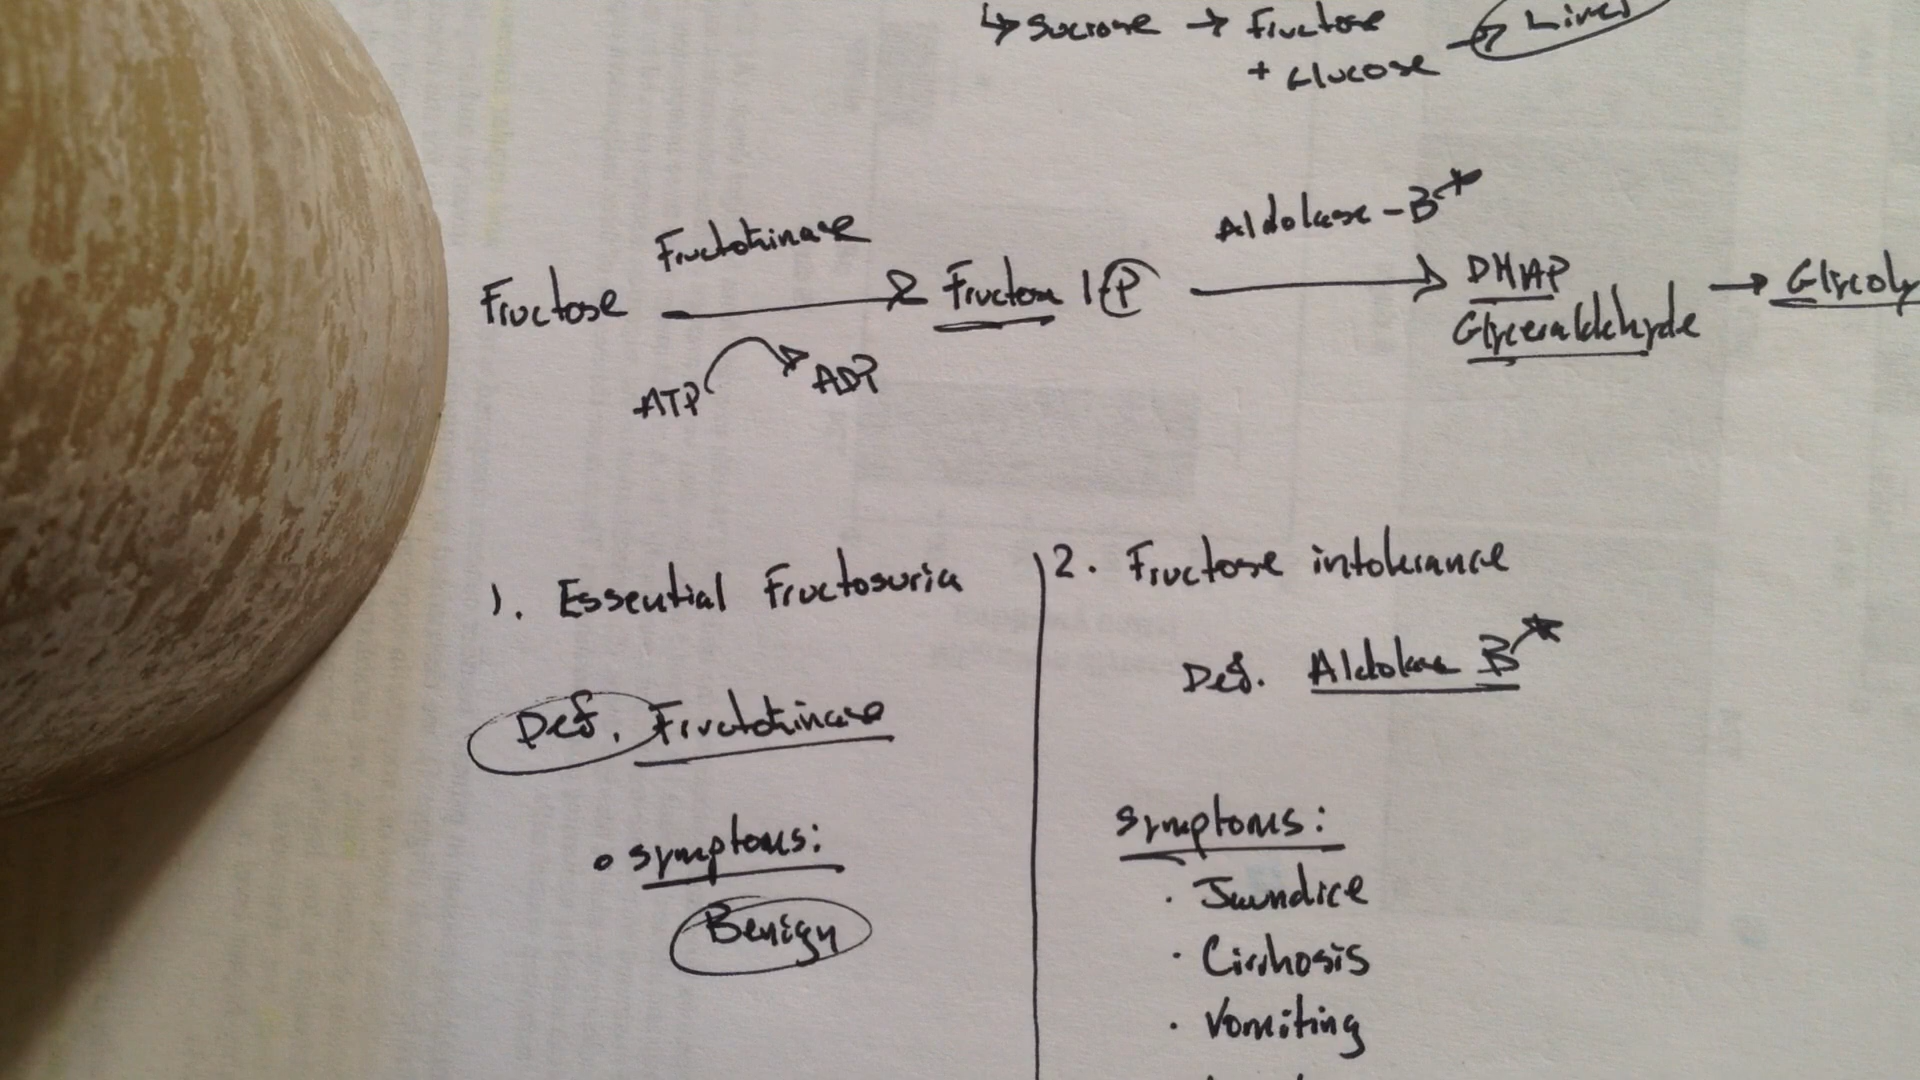 ↳ Sucrose → Fructose
+ Glucose → Liver
Fructokinase
Aldolase-B*
Fructose → Fructose 1-P → DHAP → Glycoly
Glyceraldehyde
ATP → ADP
1. Essential Fructosuria
2. Fructose intolerance
Def. Fructokinase
Def. Aldolase B*
• symptoms:
Benign
symptoms:
· Jaundice
· Cirrhosis
· Vomiting